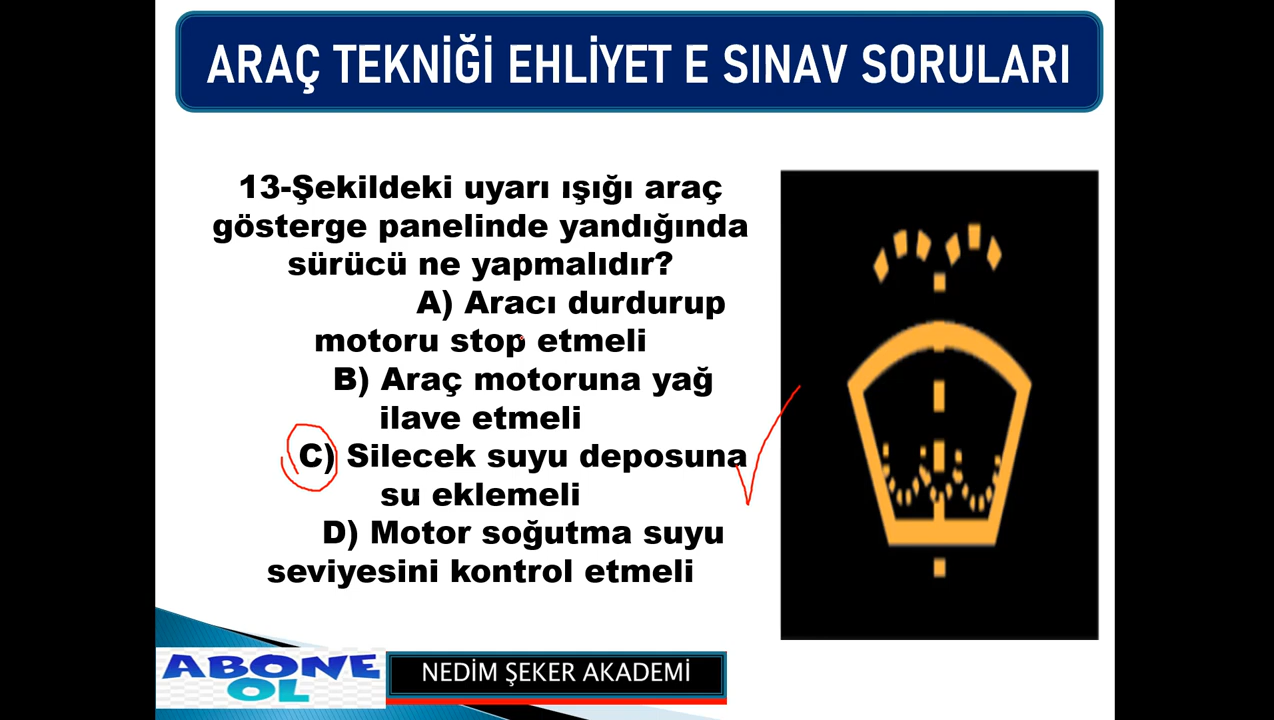 ARAÇ TEKNİĞİ EHLİYET E SINAV SORULARI
13-Şekildeki uyarı ışığı araç
gösterge panelinde yandığında
sürücü ne yapmalıdır?
A) Aracı durdurup
motoru stop etmeli
B) Araç motoruna yağ
ilave etmeli
C) Silecek suyu deposuna
su eklemeli
D) Motor soğutma suyu
seviyesini kontrol etmeli
ABONE
OL
NEDİM ŞEKER AKADEMİ